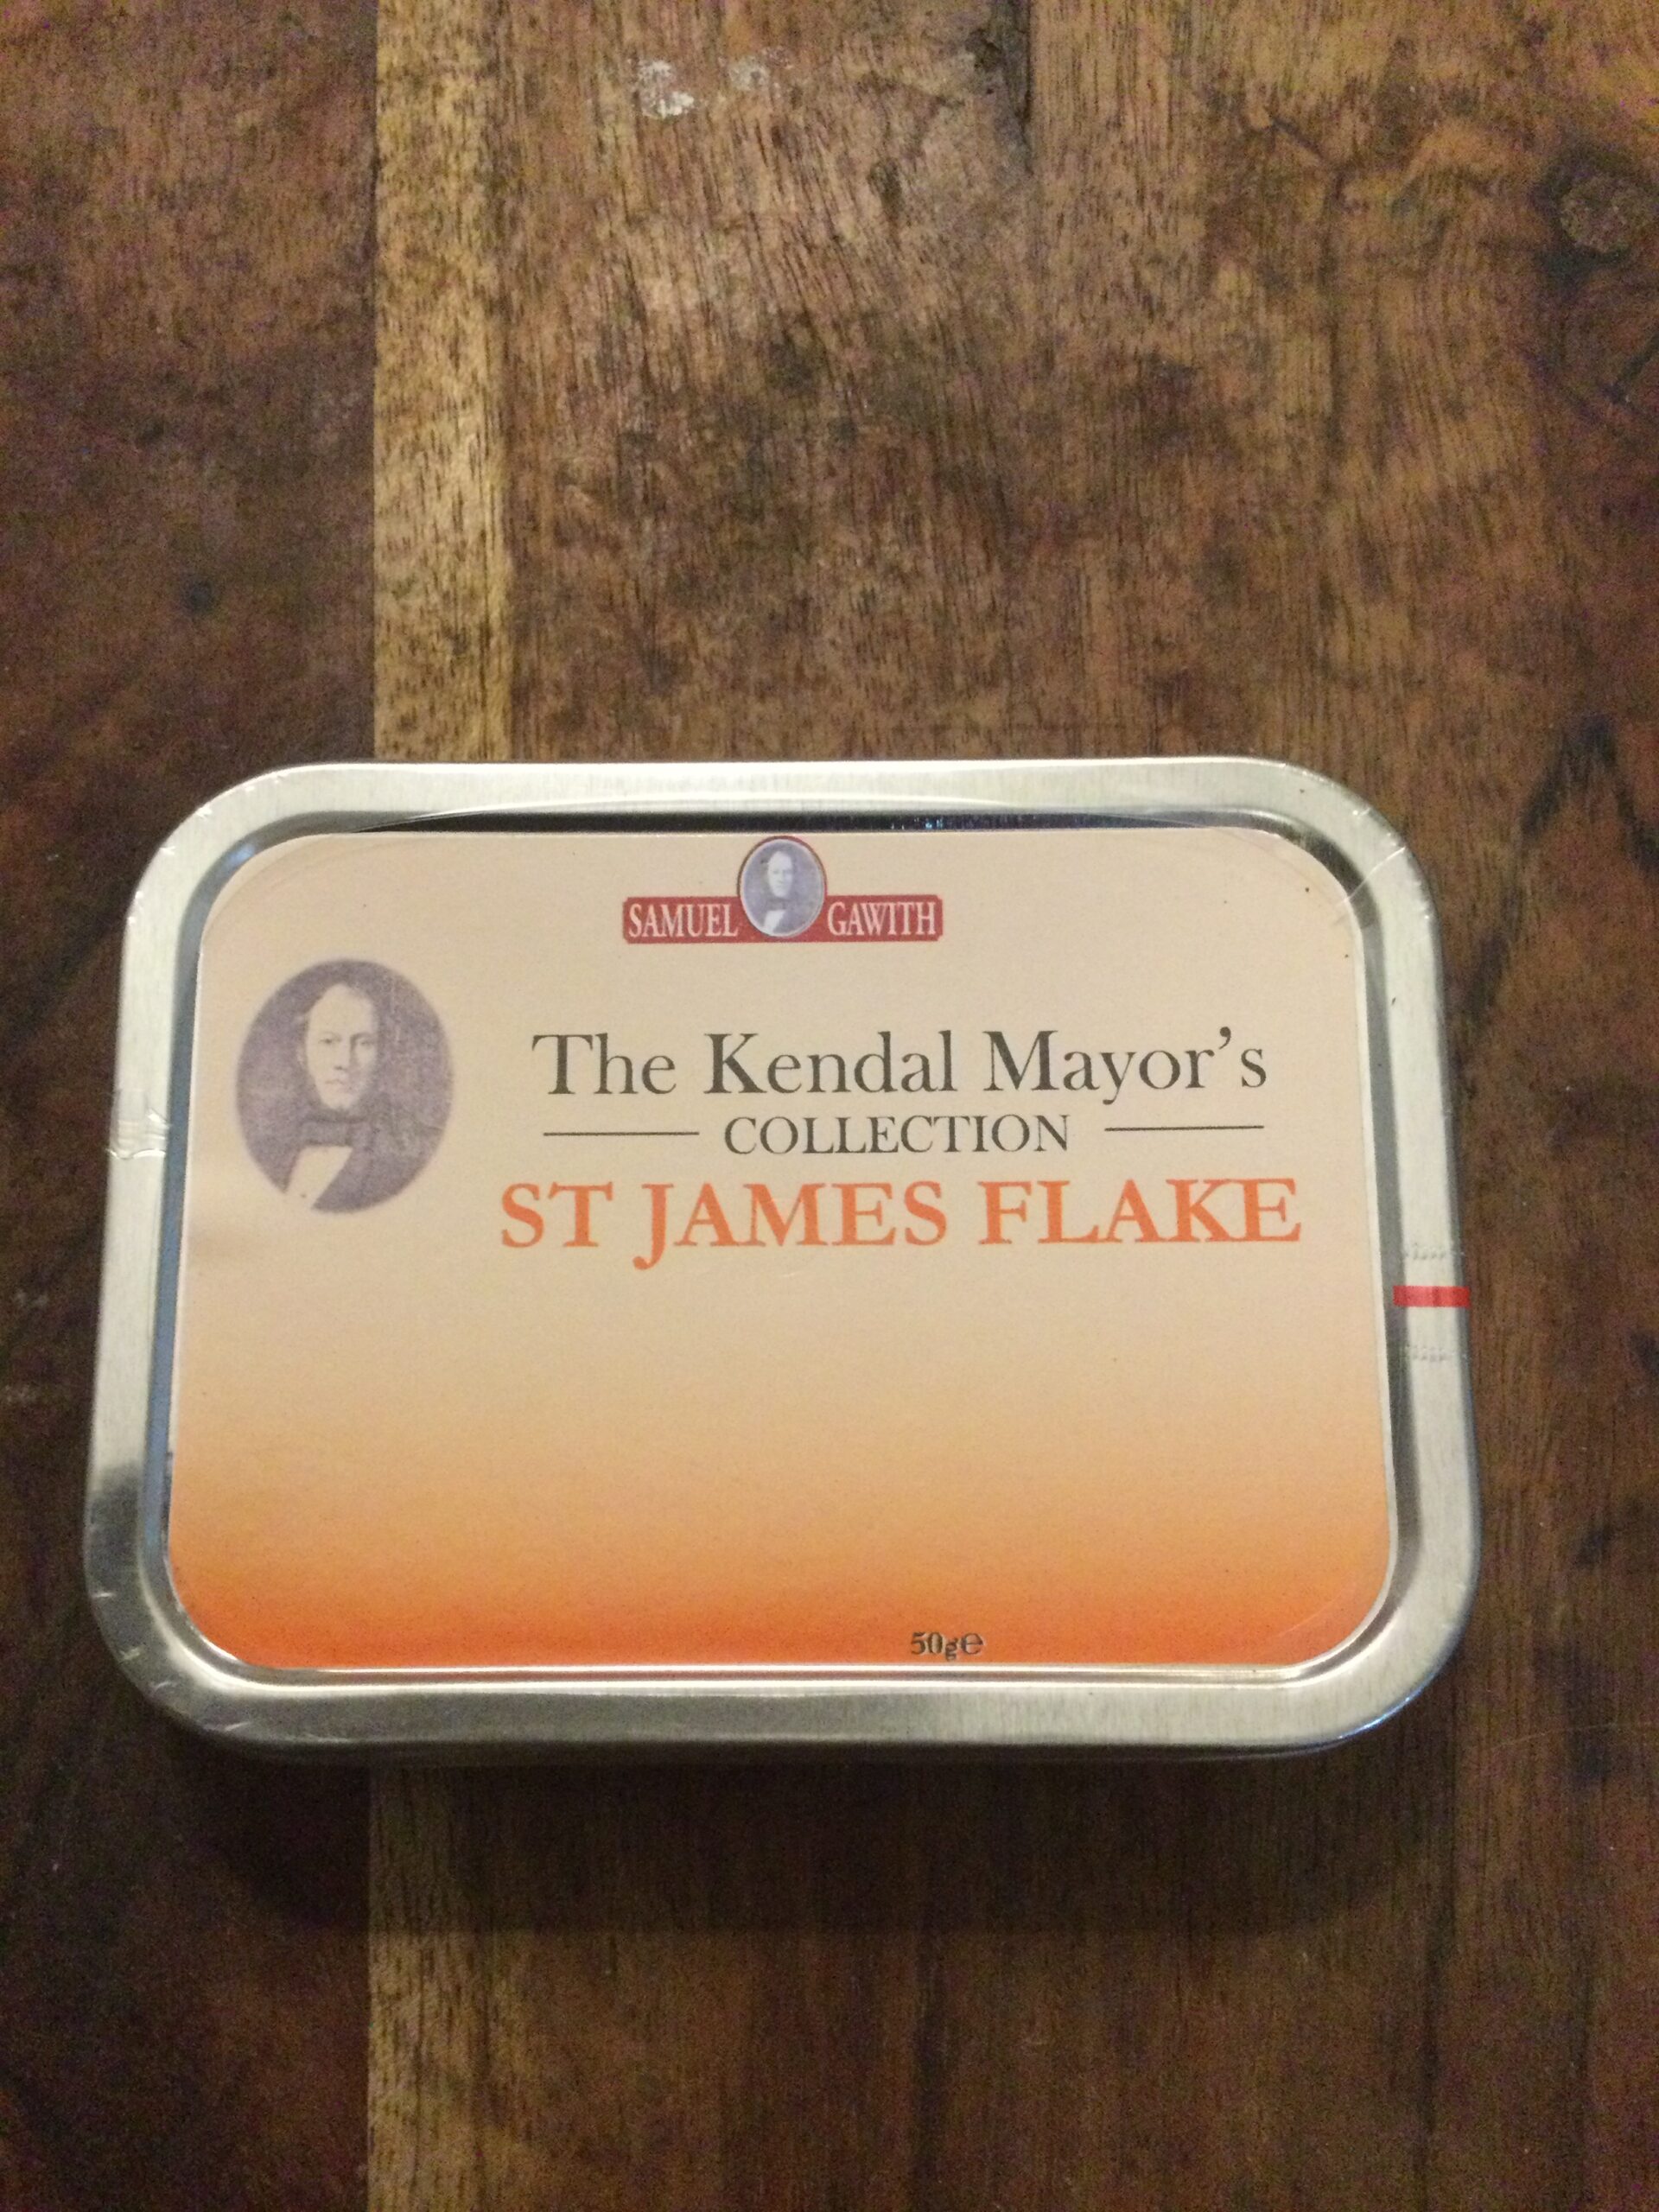 SAMUEL GAWITH
The Kendal Mayor's
COLLECTION
ST JAMES FLAKE
50g℮